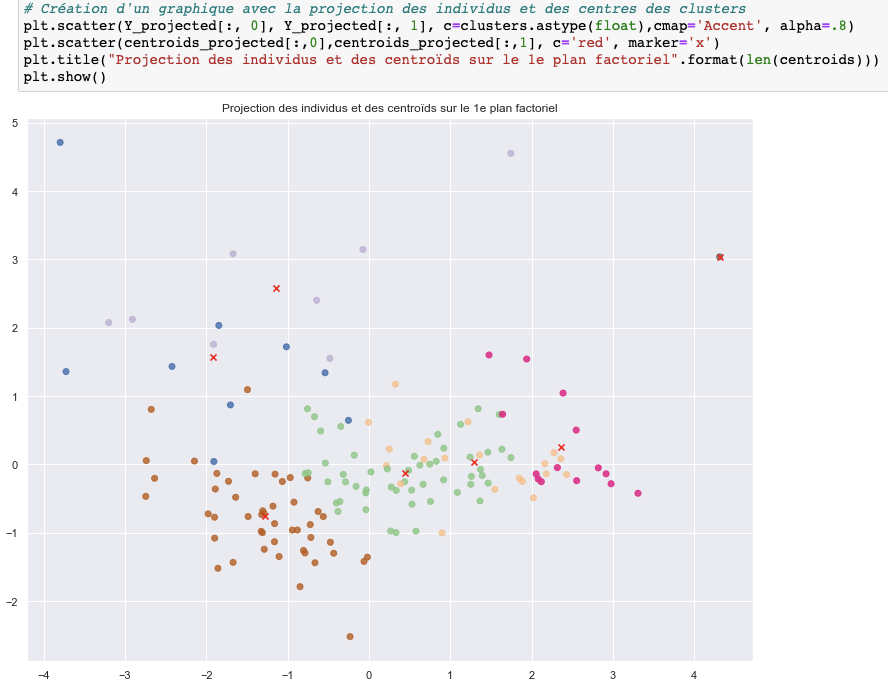 # Création d'un graphique avec la projection des individus et des centres des clusters
plt.scatter(Y_projected[:, 0], Y_projected[:, 1], c=clusters.astype(float),cmap='Accent', alpha=.8)
plt.scatter(centroids_projected[:,0],centroids_projected[:,1], c='red', marker='x')
plt.title("Projection des individus et des centroïds sur le 1e plan factoriel".format(len(centroids)))
plt.show()
Projection des individus et des centroïds sur le 1e plan factoriel
5
4
3
2
1
0
−1
−2
−4 −3 −2 −1 0 1 2 3 4